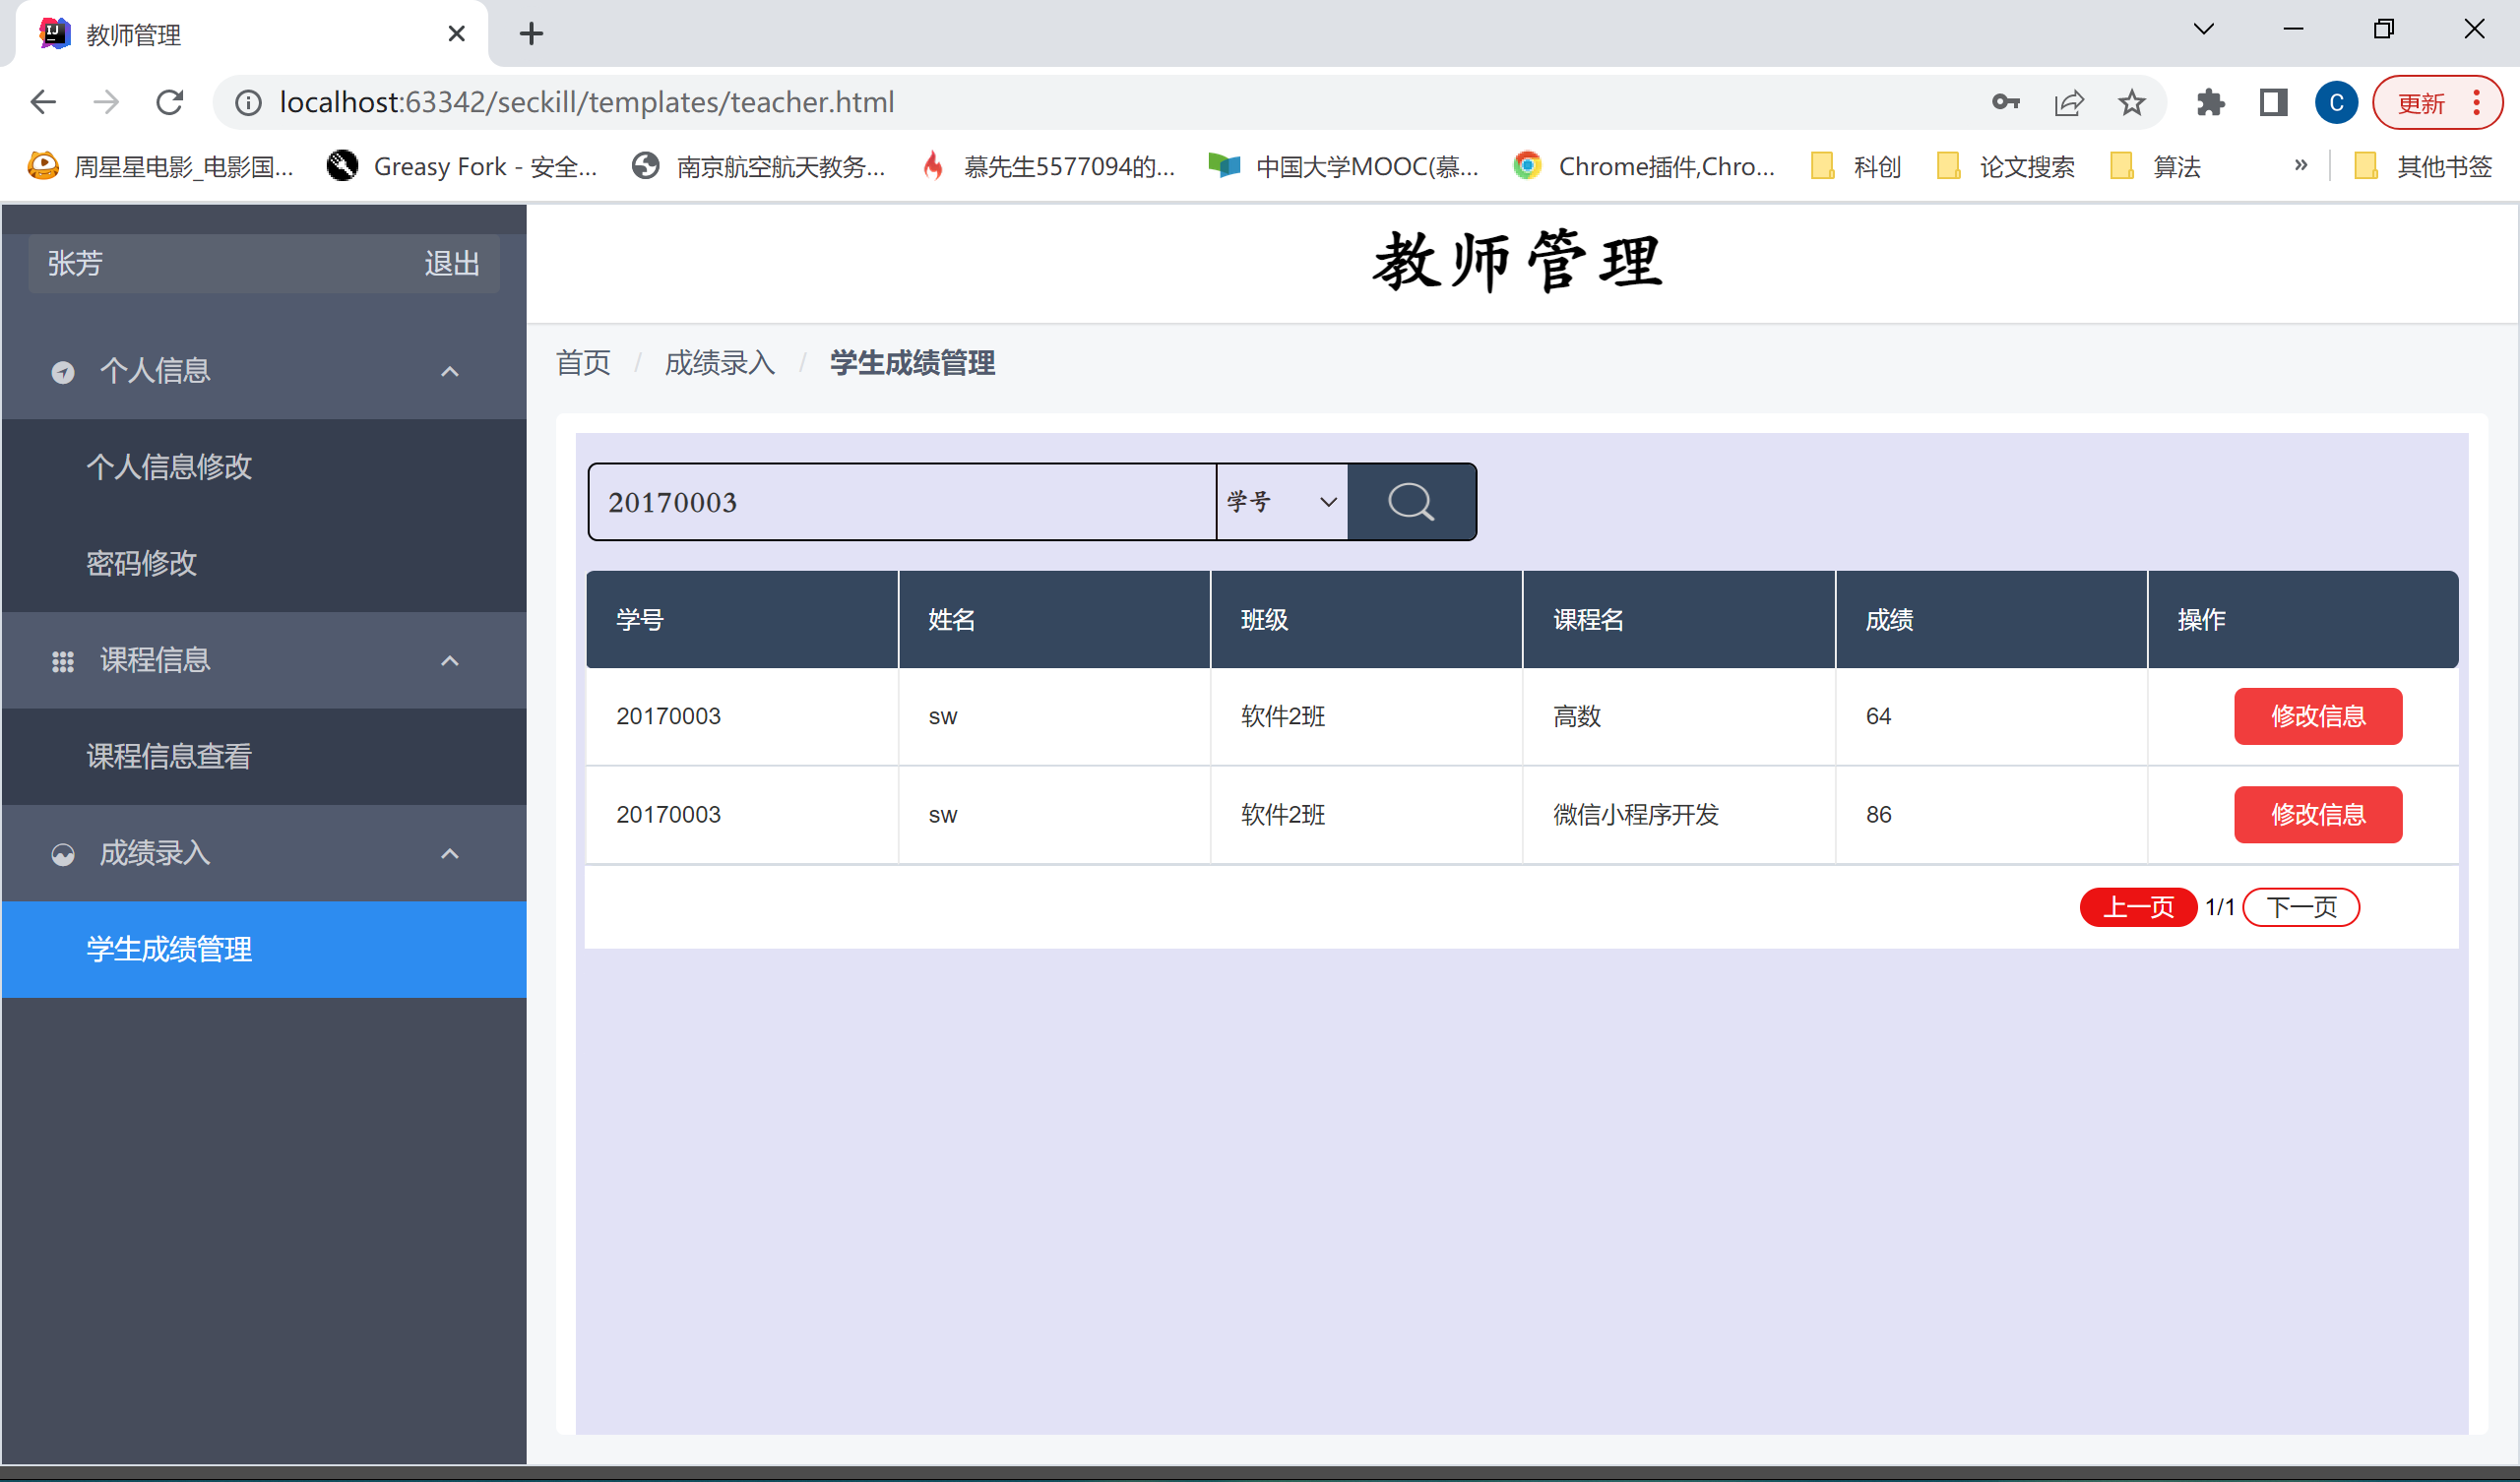 教师管理
localhost:63342/seckill/templates/teacher.html
更新
C
周星星电影_电影国...
Greasy Fork - 安全...
南京航空航天教务...
慕先生5577094的...
中国大学MOOC(慕...
Chrome插件,Chro...
科创
论文搜索
算法
»
其他书签
张芳 退出
个人信息
个人信息修改
密码修改
课程信息
课程信息查看
成绩录入
学生成绩管理
教师管理
首页 / 成绩录入 / 学生成绩管理
20170003 学号
学号 姓名 班级 课程名 成绩 操作
20170003 sw 软件2班 高数 64 修改信息
20170003 sw 软件2班 微信小程序开发 86 修改信息
上一页 1/1 下一页